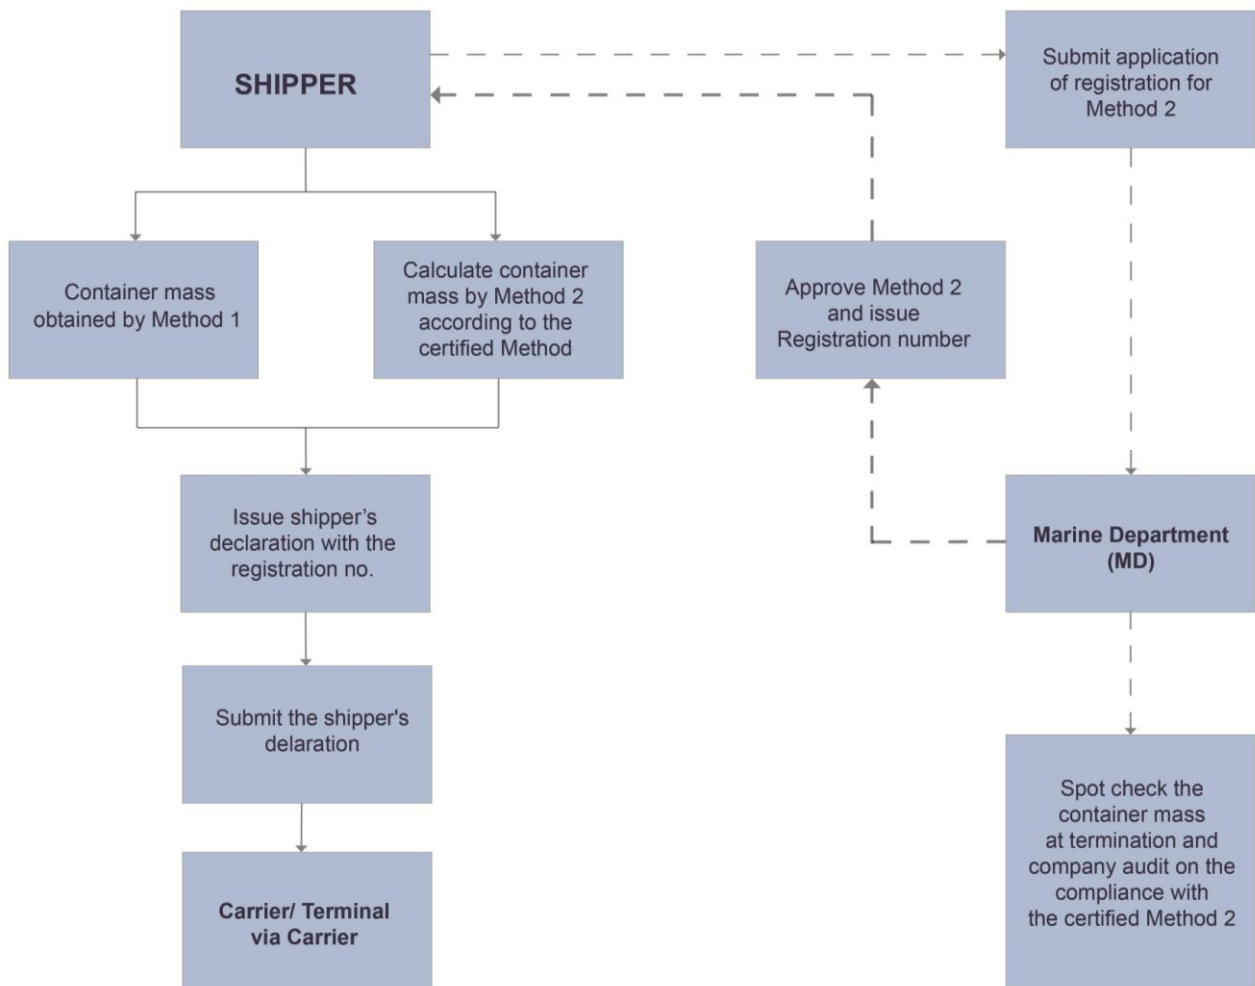 SHIPPER
Submit application
of registration for
Method 2
Container mass
obtained by Method 1
Calculate container
mass by Method 2
according to the
certified Method
Approve Method 2
and issue
Registration number
Issue shipper’s
declaration with the
registration no.
Marine Department
(MD)
Submit the shipper's
delaration
Spot check the
container mass
at termination and
company audit on the
compliance with
the certified Method 2
Carrier/ Terminal
via Carrier